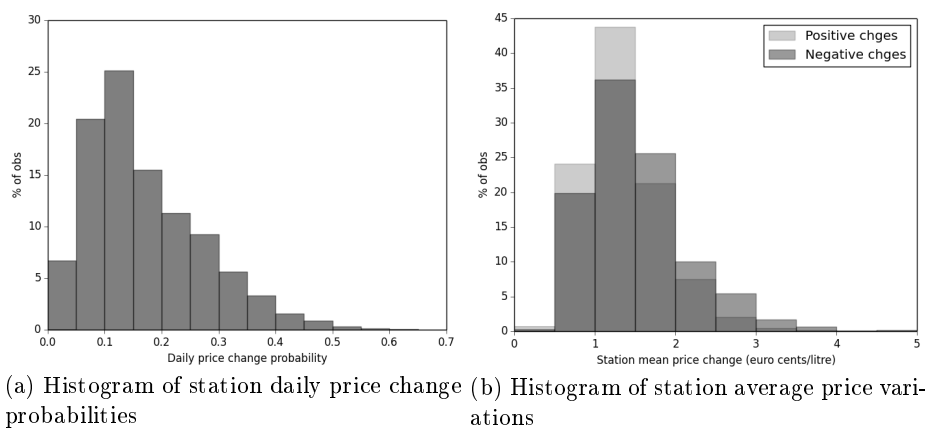 30
25
20
15
10
5
0
% of obs
0.0 0.1 0.2 0.3 0.4 0.5 0.6 0.7
Daily price change probability
(a) Histogram of station daily price change
probabilities
45
40
35
30
25
20
15
10
5
0
% of obs
Positive chges
Negative chges
0 1 2 3 4 5
Station mean price change (euro cents/litre)
(b) Histogram of station average price vari-
ations